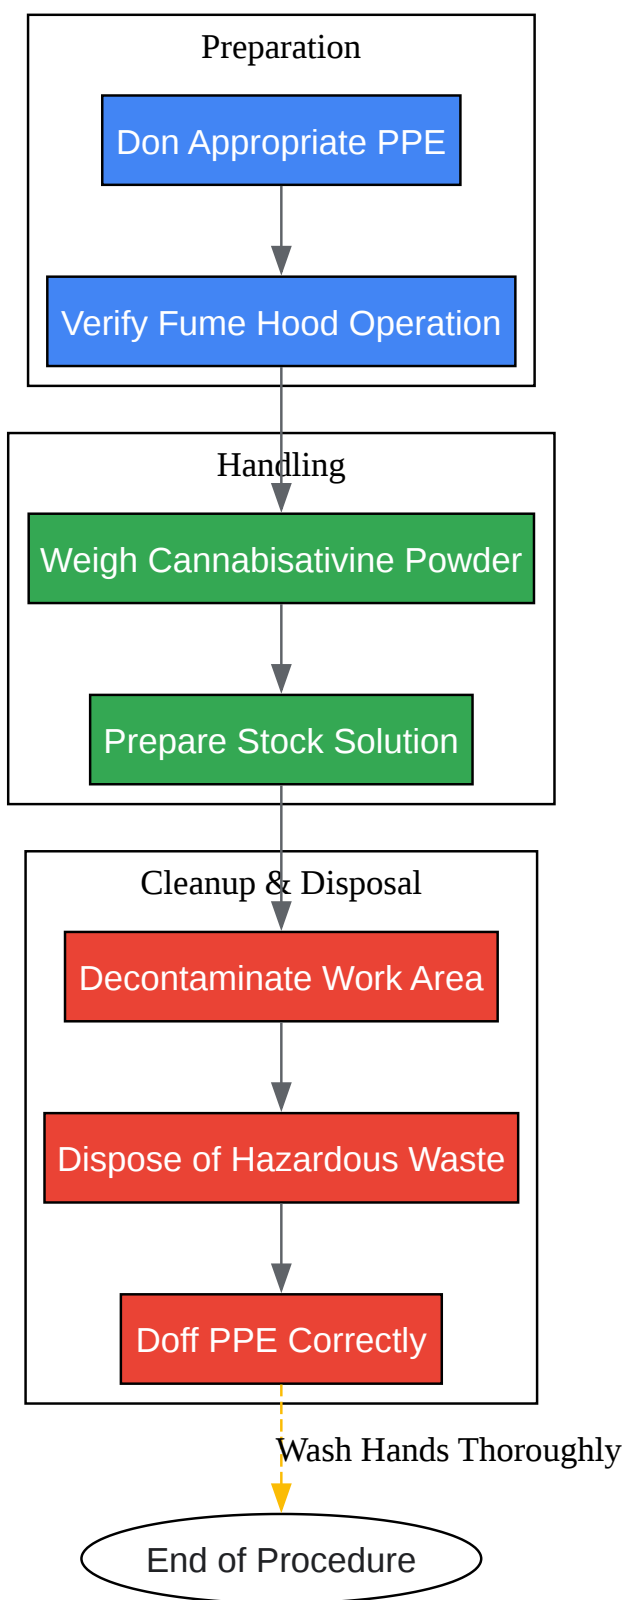 Preparation
Don Appropriate PPE
Verify Fume Hood Operation
Handling
Weigh Cannabisativine Powder
Prepare Stock Solution
Cleanup & Disposal
Decontaminate Work Area
Dispose of Hazardous Waste
Doff PPE Correctly
Wash Hands Thoroughly
End of Procedure